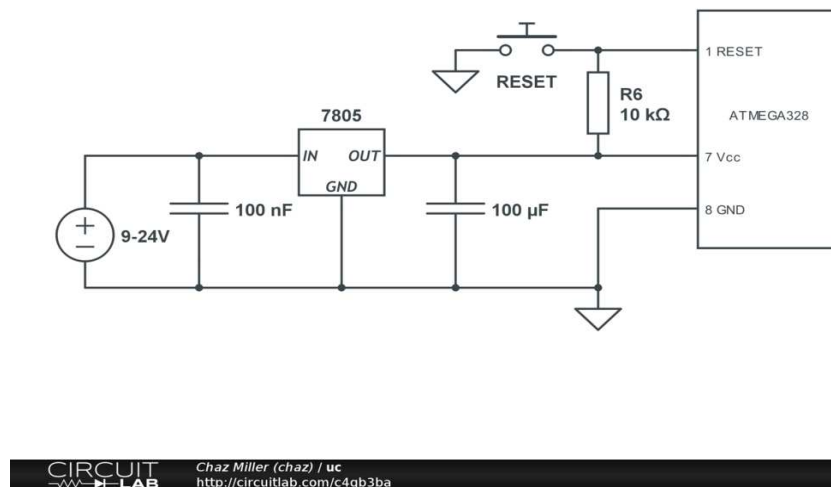 1 RESET
RESET
R6
10 kΩ
ATMEGA328
7805
IN OUT
GND
7 Vcc
100 nF
100 µF
8 GND
+
−
9-24V
CIRCUIT
LAB
Chaz Miller (chaz) / uc
http://circuitlab.com/c4qb3ba